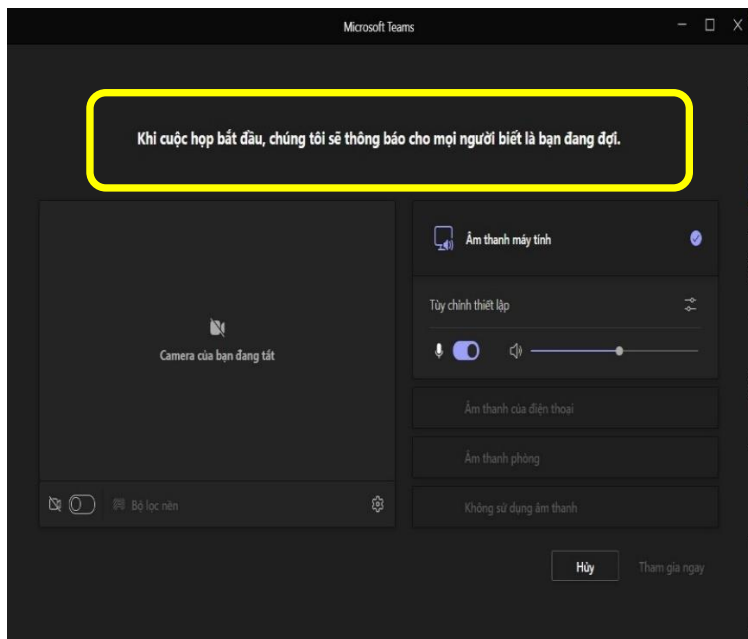 Microsoft Teams
Khi cuộc họp bắt đầu, chúng tôi sẽ thông báo cho mọi người biết là bạn đang đợi.
Camera của bạn đang tắt
Bộ lọc nền
Âm thanh máy tính
Tùy chỉnh thiết lập
Âm thanh của điện thoại
Âm thanh phòng
Không sử dụng âm thanh
Hủy
Tham gia ngay